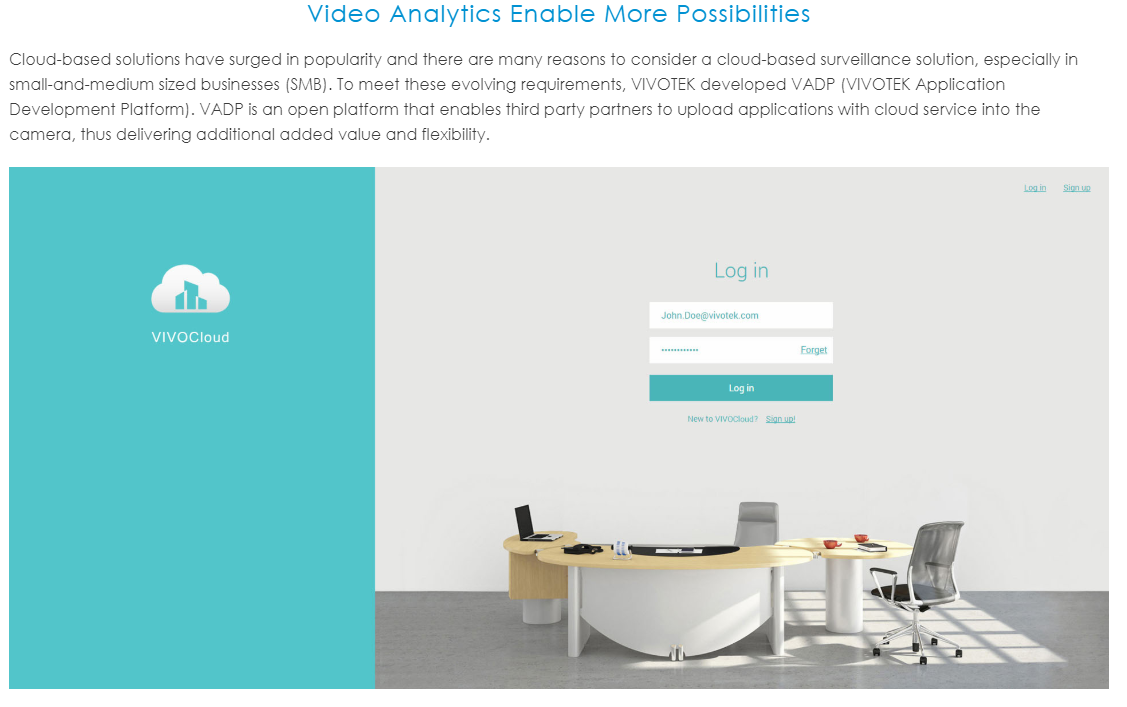 Video Analytics Enable More Possibilities
Cloud-based solutions have surged in popularity and there are many reasons to consider a cloud-based surveillance solution, especially in
small-and-medium sized businesses (SMB). To meet these evolving requirements, VIVOTEK developed VADP (VIVOTEK Application
Development Platform). VADP is an open platform that enables third party partners to upload applications with cloud service into the
camera, thus delivering additional added value and flexibility.
Log in Sign up
VIVOCloud
Log in
John.Doe@vivotek.com
•••••••••••• Forget
Log in
New to VIVOCloud? Sign up!